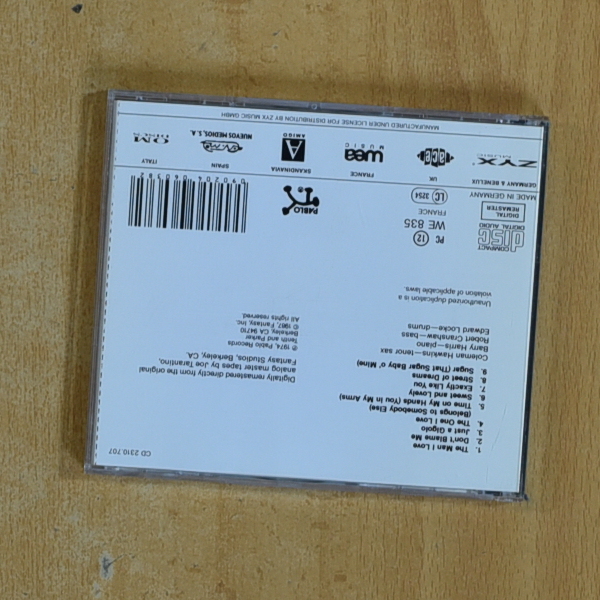 CD 2310.707
1. The Man I Love
2. Don't Blame Me
3. Just a Gigolo
4. The One I Love
(Belongs to Somebody Else)
5. Time on My Hands (You in My Arms)
6. Sweet and Lovely
7. Exactly Like You
8. Street of Dreams
9. Sugar (That Sugar Baby o' Mine)
Coleman Hawkins—tenor sax
Barry Harris—piano
Robert Cranshaw—bass
Edward Locke—drums
Unauthorized duplication is a
violation of applicable laws.
Digitally remastered directly from the original
analog master tapes by Joe Tarantino,
Fantasy Studios, Berkeley, CA.
℗ 1974, Pablo Records
Tenth and Parker
Berkeley, CA 94710
© 1987, Fantasy, Inc.
All rights reserved.
COMPACT
disc
DIGITAL AUDIO
DIGITAL
REMASTER
MADE IN GERMANY
PC 12
WE 835
FRANCE
LC 3254
PABLO
GERMANY & BENELUX
UK
FRANCE
SKANDINAVIA
SPAIN
ITALY
ZYX
ace
wea
MUSIC
A
AMIGO
NUEVOS MEDIOS, S.A.
OM
MANUFACTURED UNDER LICENSE FOR DISTRIBUTION BY ZYX MUSIC GMBH